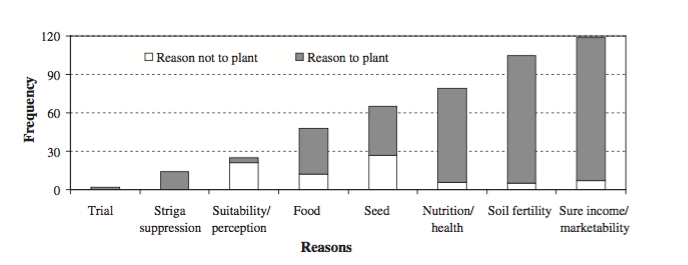 120
90
60
30
0
Frequency
Reason not to plant
Reason to plant
Trial
Striga
suppression
Suitability/
perception
Food
Seed
Nutrition/
health
Soil fertility
Sure income/
marketability
Reasons